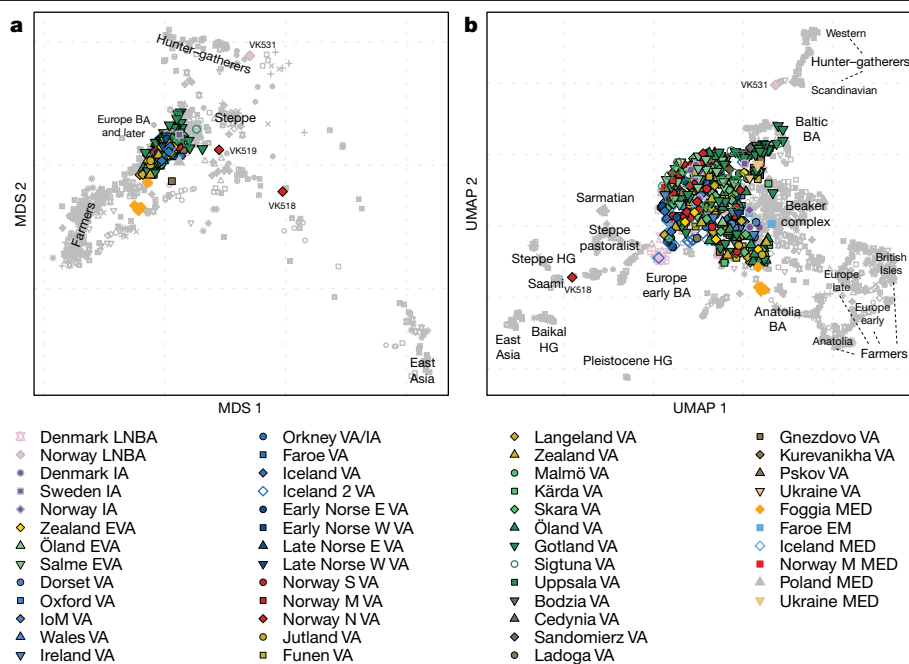 a
Hunter–gatherers
VK531
Europe BA
and later
Steppe
VK519
VK518
Farmers
East
Asia
MDS 2
MDS 1
b
Western
Hunter–gatherers
VK531
Scandinavian
Baltic
BA
Sarmatian
Steppe
pastoralist
Beaker
complex
Steppe HG
Saami
VK518
Europe
early BA
British
Isles
Europe
late
Anatolia
BA
Europe
early
East
Asia
Baikal
HG
Anatolia
Farmers
Pleistocene HG
UMAP 2
UMAP 1
Denmark LNBA
Norway LNBA
Denmark IA
Sweden IA
Norway IA
Zealand EVA
Öland EVA
Salme EVA
Dorset VA
Oxford VA
IoM VA
Wales VA
Ireland VA
Orkney VA/IA
Faroe VA
Iceland VA
Iceland 2 VA
Early Norse E VA
Early Norse W VA
Late Norse E VA
Late Norse W VA
Norway S VA
Norway M VA
Norway N VA
Jutland VA
Funen VA
Langeland VA
Zealand VA
Malmö VA
Kärda VA
Skara VA
Öland VA
Gotland VA
Sigtuna VA
Uppsala VA
Bodzia VA
Cedynia VA
Sandomierz VA
Ladoga VA
Gnezdovo VA
Kurevanikha VA
Pskov VA
Ukraine VA
Foggia MED
Faroe EM
Iceland MED
Norway M MED
Poland MED
Ukraine MED